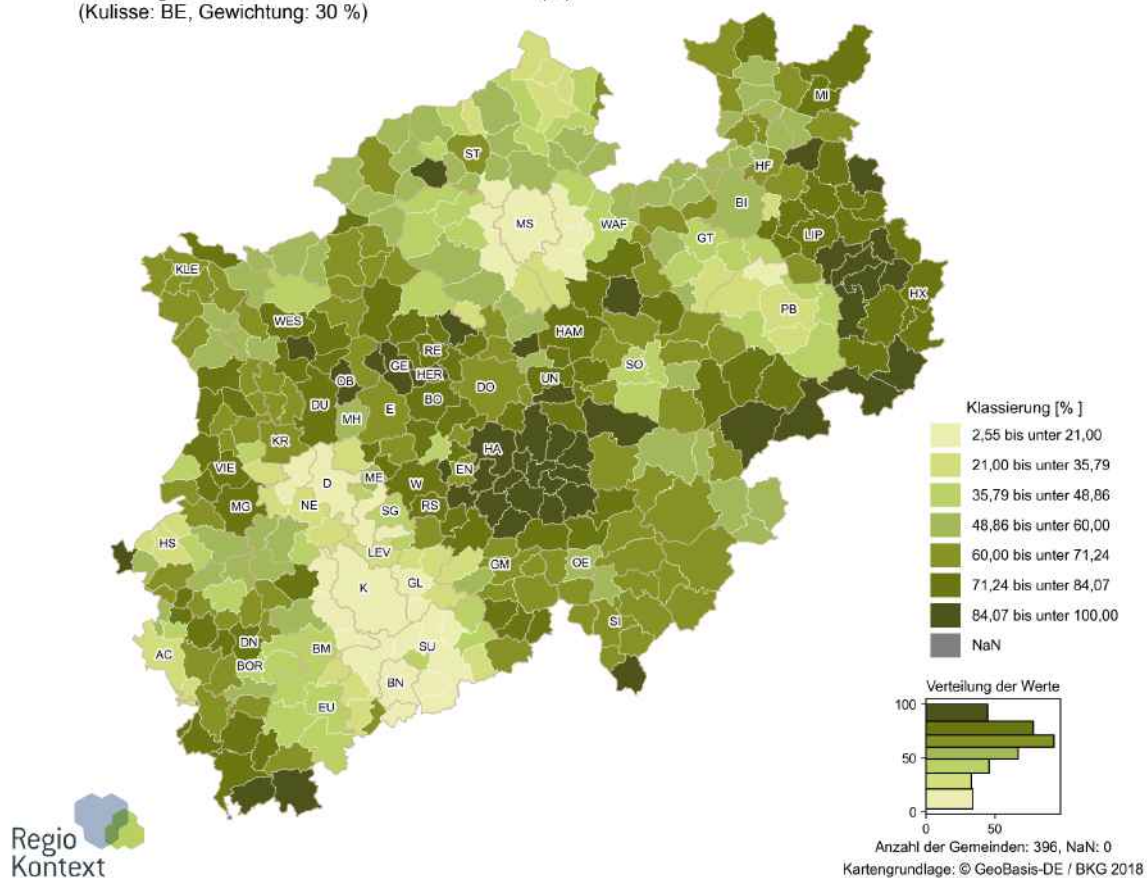 (Kulisse: BE, Gewichtung: 30 %)
MI
ST
HF
MS
WAF
BI
GT
LIP
KLE
HX
PB
WES
HAM
RE
GE
HER
SO
OB
DO
UN
DU
E
BO
MH
KR
HA
VIE
D
ME
W
EN
MG
NE
SG
RS
HS
LEV
K
GL
GM
OE
SI
DN
BM
SU
AC
BOR
BN
EU
Klassierung [% ]
2,55 bis unter 21,00
21,00 bis unter 35,79
35,79 bis unter 48,86
48,86 bis unter 60,00
60,00 bis unter 71,24
71,24 bis unter 84,07
84,07 bis unter 100,00
NaN
Verteilung der Werte
100
50
0
0 50
Anzahl der Gemeinden: 396, NaN: 0
Kartengrundlage: © GeoBasis-DE / BKG 2018
Regio
Kontext